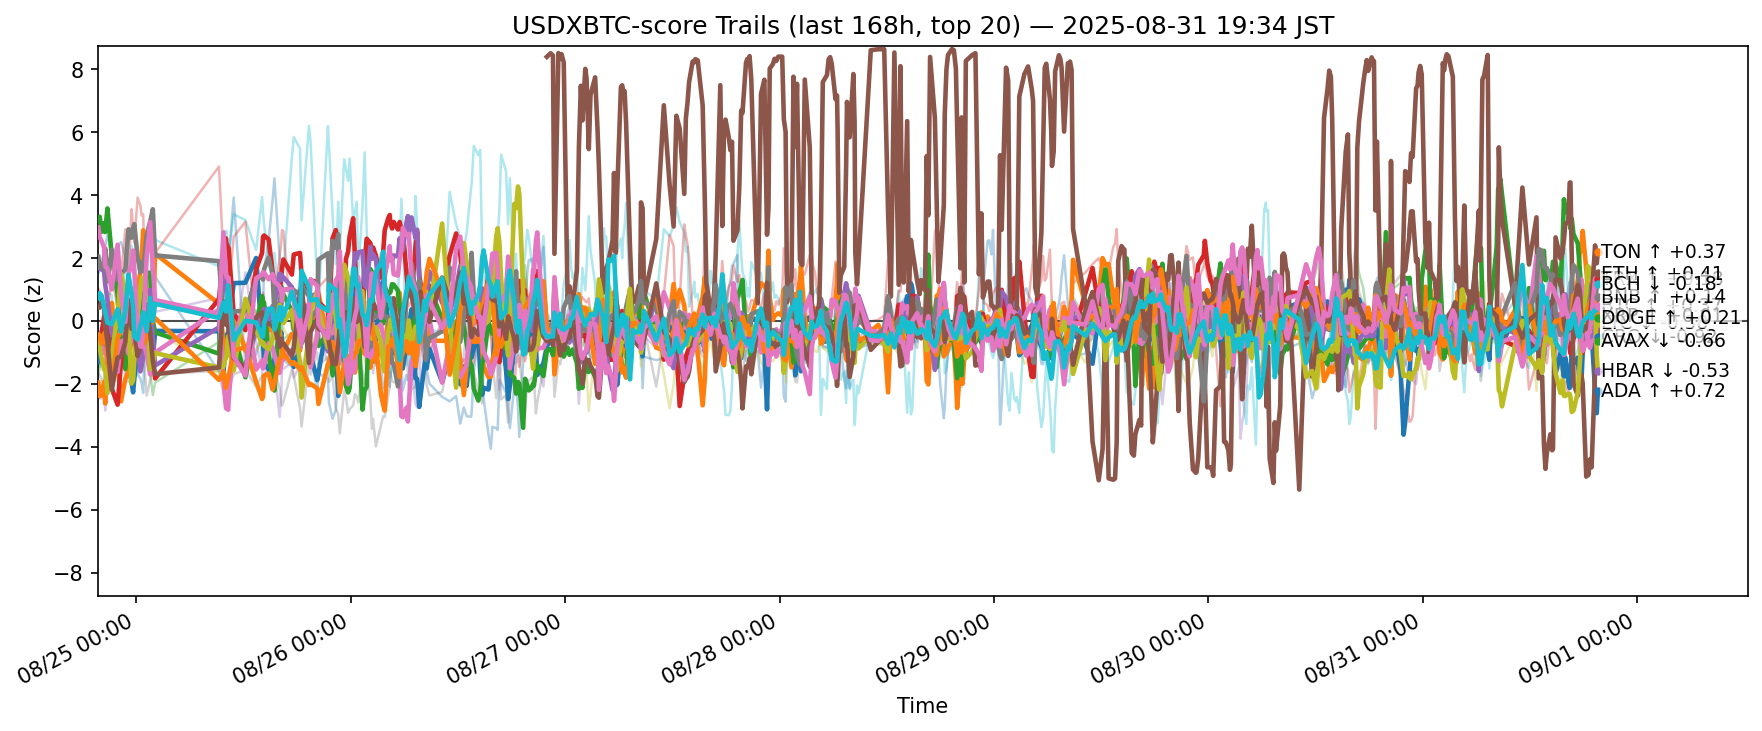 USDXBTC-score Trails (last 168h, top 20) — 2025-08-31 19:34 JST
Score (z)
8
6
4
2
0
−2
−4
−6
−8
TON ↑ +0.37
ETH ↑ +0.41
BCH ↓ -0.18
BNB ↑ +0.14
DOGE ↑ +0.21
AVAX ↓ -0.66
HBAR ↓ -0.53
ADA ↑ +0.72
08/25 00:00
08/26 00:00
08/27 00:00
08/28 00:00
08/29 00:00
08/30 00:00
08/31 00:00
09/01 00:00
Time